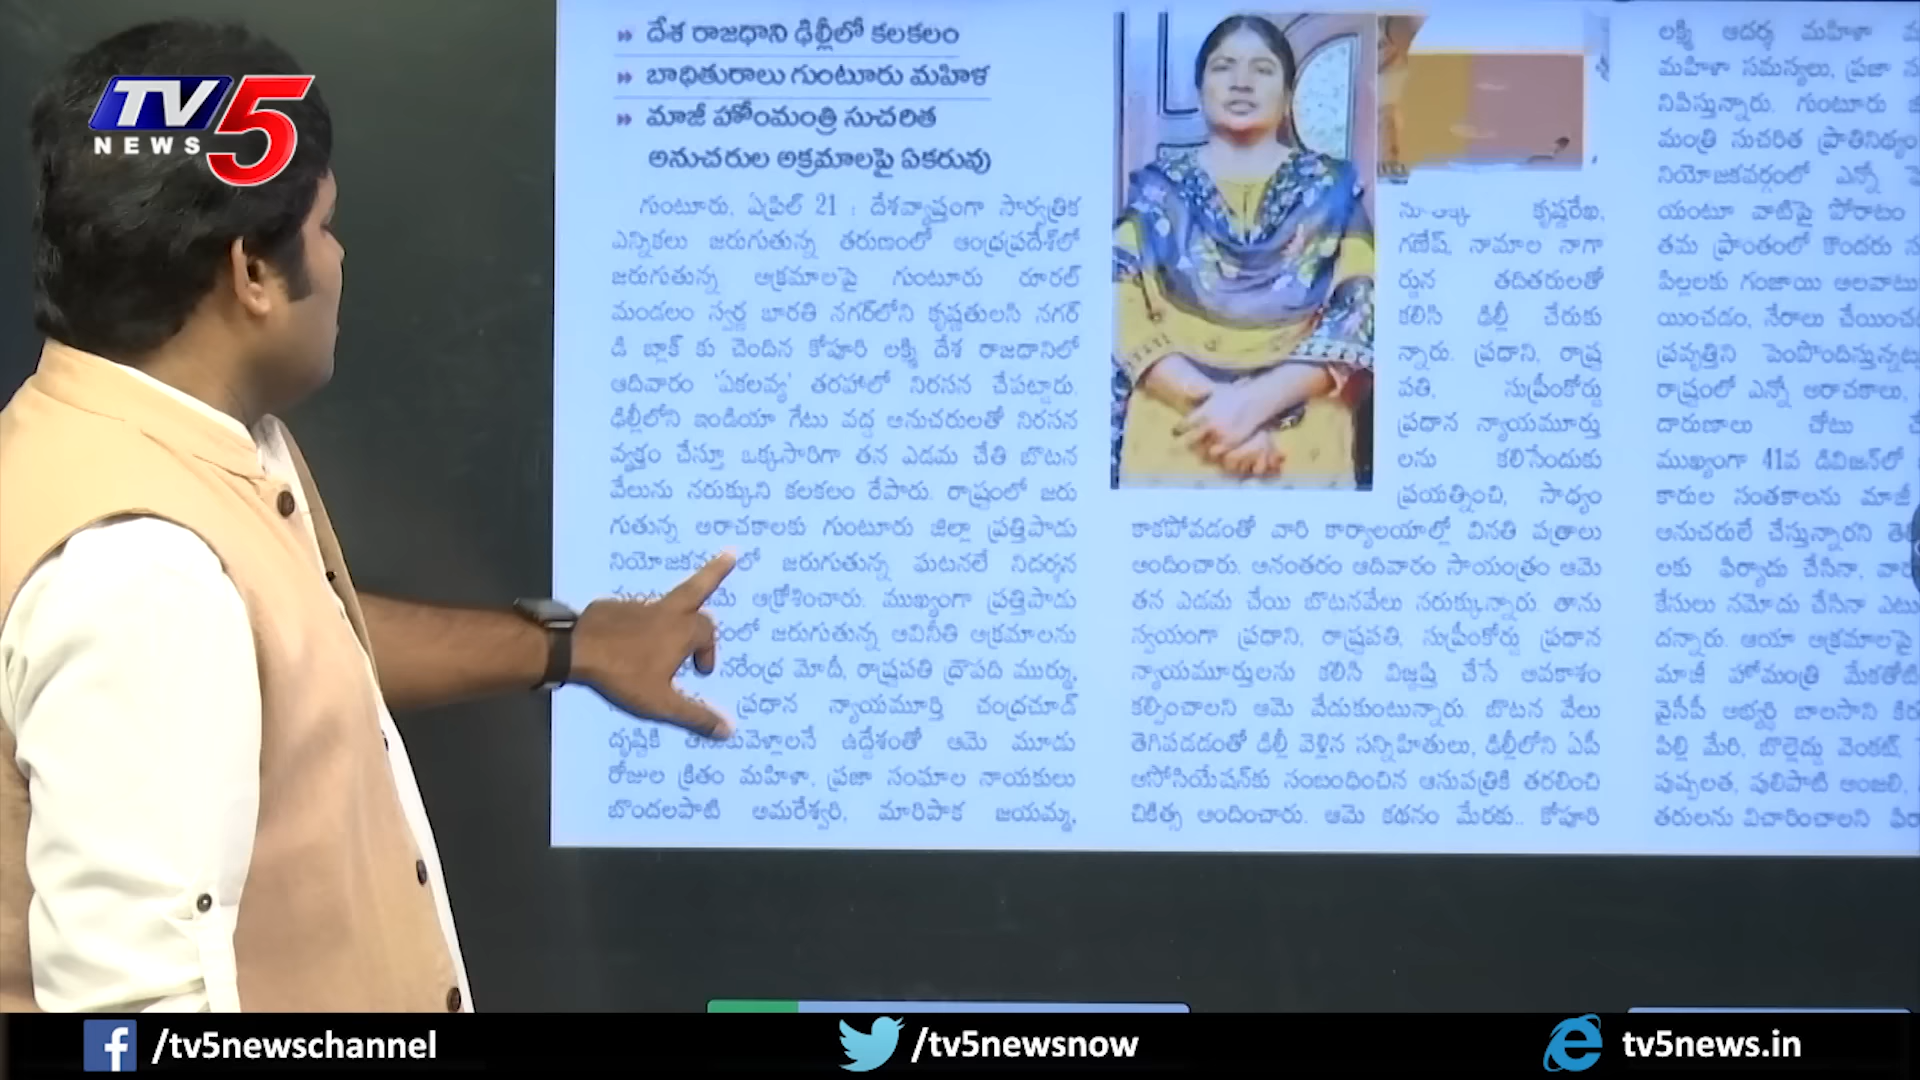 TV5
NEWS
దేశ రాజధాని ఢిల్లీలో కలకలం
బాధితురాలు గుంటూరు మహిళ
మాజీ హోంమంత్రి సుచరిత
అనుచరుల అక్రమాలపై ఏకరువు
గుంటూరు, ఏప్రిల్ 21 : దేశవ్యాప్తంగా సార్వత్రిక
ఎన్నికలు జరుగుతున్న తరుణంలో ఆంధ్రప్రదేశ్‌లో
జరుగుతున్న అక్రమాలపై గుంటూరు రూరల్
మండలం స్వర్ణ భారతి నగర్‌లోని కృష్ణతులసి నగర్
డి బ్లాక్ కు చెందిన కోపూరి లక్ష్మి దేశ రాజదానిలో
ఆదివారం 'ఏకలవ్య' తరహాలో నిరసన చేపట్టారు.
ఢిల్లీలోని ఇండియా గేటు వద్ద అనుచరులతో నిరసన
వ్యక్తం చేస్తూ ఒక్కసారిగా తన ఎడమ చేతి బొటన
వేలును నరుక్కుని కలకలం రేపారు. రాష్ట్రంలో జరు
గుతున్న అరాచకాలకు గుంటూరు జిల్లా ప్రత్తిపాడు
జరుగుతున్న ఘటనలే నిదర్శన
ఆక్రోశించారు. ముఖ్యంగా ప్రత్తిపాడు
జరుగుతున్న అవినీతి అక్రమాలను
నరేంద్ర మోదీ, రాష్ట్రపతి ద్రౌపది ముర్ము,
ప్రధాన న్యాయమూర్తి చంద్రచూడ్
దృష్టికి ఉద్దేశంతో ఆమె మూడు
రోజుల క్రితం మహిళా, ప్రజా సంఘాల నాయకులు
బొందలపాటి అమరేశ్వరి, మారిపాక జయమ్మ,
కృష్ణరేఖ,
గణేష్, నామాల నాగా
ర్జున తదితరులతో
కలిసి ఢిల్లీ చేరుకు
న్నారు. ప్రధాని, రాష్ట్ర
పతి, సుప్రీంకోర్టు
ప్రధాన న్యాయమూర్తు
లను కలిసేందుకు
ప్రయత్నించి, సాధ్యం
కాకపోవడంతో వారి కార్యాలయాల్లో వినతి పత్రాలు
అందించారు. అనంతరం ఆదివారం సాయంత్రం ఆమె
తన ఎడమ చేయి బొటనవేలు నరుక్కున్నారు. తాను
స్వయంగా ప్రధాని, రాష్ట్రపతి, సుప్రీంకోర్టు ప్రధాన
న్యాయమూర్తులను కలిసి విజ్ఞప్తి చేసే అవకాశం
కల్పించాలని ఆమె వేడుకుంటున్నారు. బొటన వేలు
తెగిపడడంతో ఢిల్లీ వెళ్లిన సన్నిహితులు, ఢిల్లీలోని ఏపీ
అసోసియేషన్‌కు సంబంధించిన ఆసుపత్రికి తరలించి
చికిత్స అందించారు. ఆమె కథనం మేరకు.. కోపూరి
లక్ష్మి ఆదర్శ మహిళా
మహిళా సమస్యలు, ప్రజా
నిపిస్తున్నారు. గుంటూరు
మంత్రి సుచరిత ప్రాతినిథ్యం
నియోజకవర్గంలో ఎన్నో
యంటూ వాటిపై పోరాటం
తమ ప్రాంతంలో కొందరు
పిల్లలకు గంజాయి అలవాటు
యించడం, నేరాలు
ప్రవృత్తిని పెంపొందిస్తున్నట్లు
రాష్ట్రంలో ఎన్నో అరాచకాలు,
దారుణాలు చోటు
ముఖ్యంగా 41వ డివిజన్‌లో
కారుల సంతకాలను మాజీ
అనుచరులే చేస్తున్నారని
లకు ఫిర్యాదు చేసినా,
కేసులు నమోదు చేసినా
దన్నారు. ఆయా అక్రమాలపై
మాజీ హోంమంత్రి మేకతోటి
వైసీపీ అభ్యర్థి బాలసాని
పిల్లి మేరి, బొల్లెద్దు వెంకట్,
పుష్పలత, పులిపాటి అంజలి,
తరులను విచారించాలని
/tv5newschannel
/tv5newsnow
tv5news.in